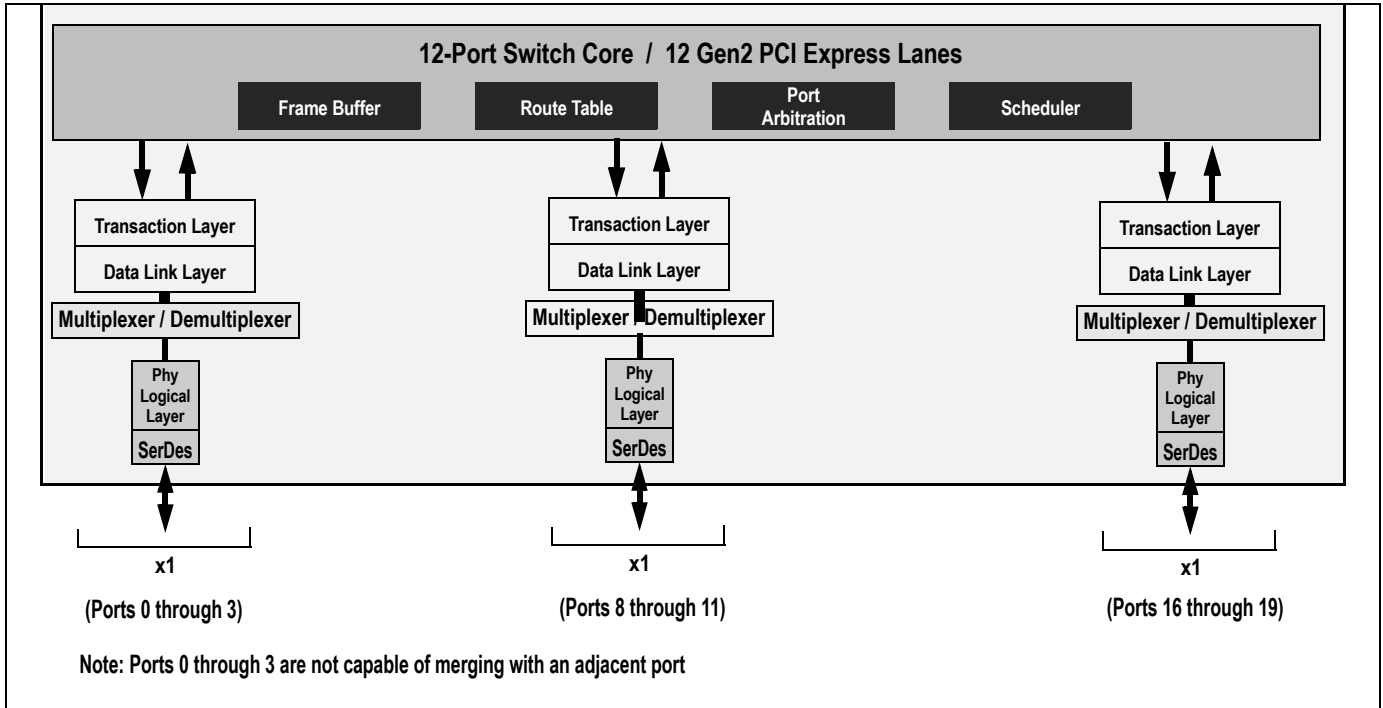 12-Port Switch Core / 12 Gen2 PCI Express Lanes
Frame Buffer
Route Table
Port
Arbitration
Scheduler
Transaction Layer
Data Link Layer
Multiplexer / Demultiplexer
Phy
Logical
Layer
SerDes
x1
(Ports 0 through 3)
Transaction Layer
Data Link Layer
Multiplexer / Demultiplexer
Phy
Logical
Layer
SerDes
x1
(Ports 8 through 11)
Transaction Layer
Data Link Layer
Multiplexer / Demultiplexer
Phy
Logical
Layer
SerDes
x1
(Ports 16 through 19)
Note: Ports 0 through 3 are not capable of merging with an adjacent port